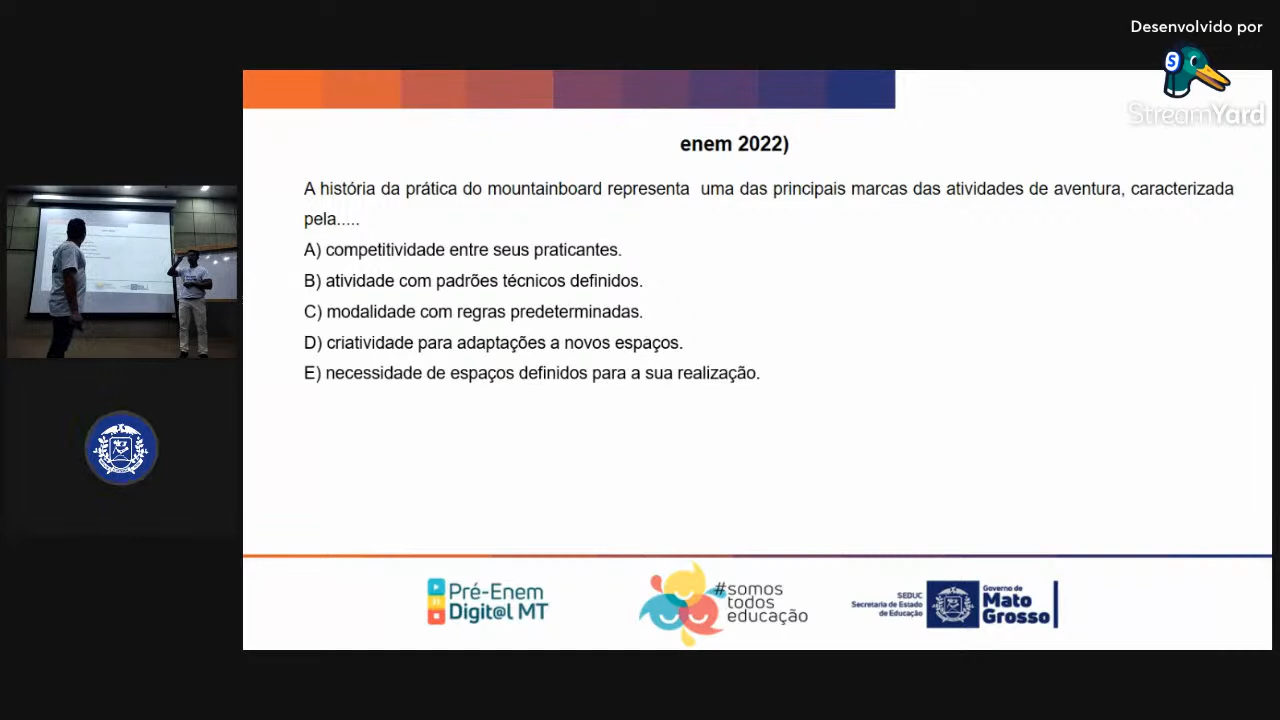 Desenvolvido por
S
StreamYard
enem 2022)
A história da prática do mountainboard representa uma das principais marcas das atividades de aventura, caracterizada
pela.....
A) competitividade entre seus praticantes.
B) atividade com padrões técnicos definidos.
C) modalidade com regras predeterminadas.
D) criatividade para adaptações a novos espaços.
E) necessidade de espaços definidos para a sua realização.
Pré-Enem
Digit@l MT
#somos
todos
educação
SEDUC
Secretaria de Estado
de Educação
Governo de
Mato
Grosso